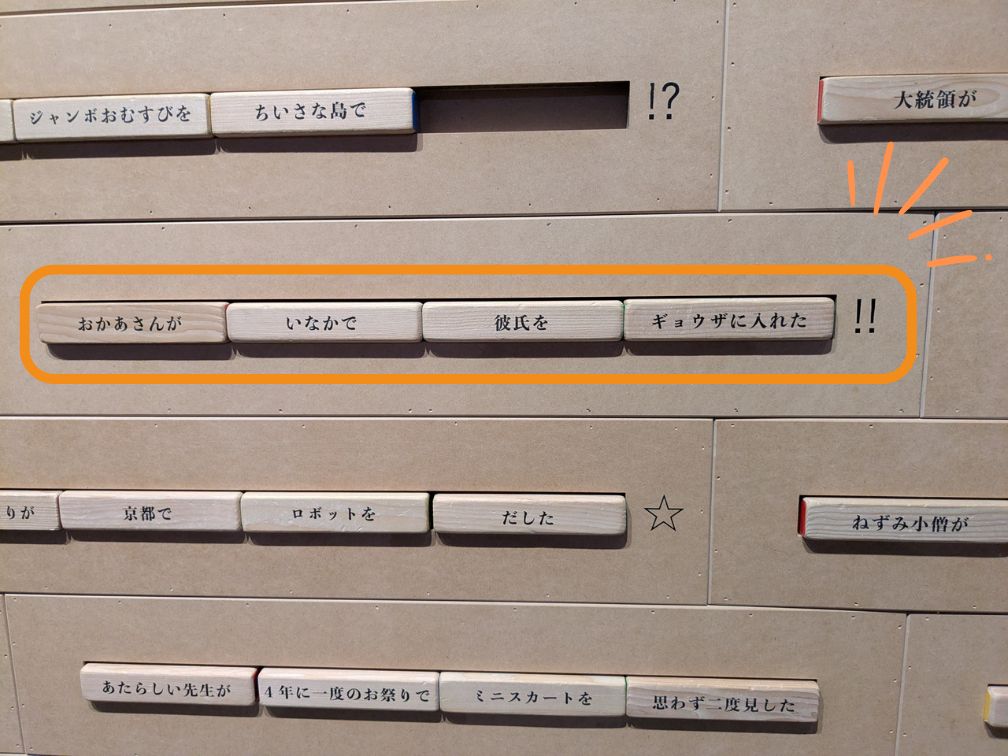 ジャンボおむすびを ちいさな島で !? 大統領が
おかあさんが いなかで 彼氏を ギョウザに入れた !!
りが 京都で ロボットを だした ☆ ねずみ小僧が
あたらしい先生が 4年に一度のお祭りで ミニスカートを 思わず二度見した